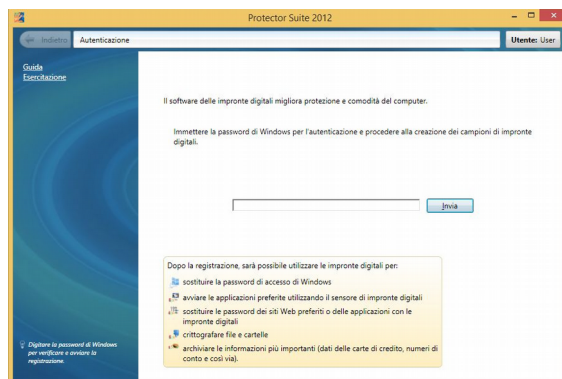 Protector Suite 2012
Indietro
Autenticazione
Utente: User
Guida
Esercitazione
Il software delle impronte digitali migliora protezione e comodità del computer.
Immettere la password di Windows per l'autenticazione e procedere alla creazione dei campioni di impronte
digitali.
Invia
Dopo la registrazione, sarà possibile utilizzare le impronte digitali per:
sostituire la password di accesso di Windows
avviare le applicazioni preferite utilizzando il sensore di impronte digitali
sostituire le password dei siti Web preferiti o delle applicazioni con le
impronte digitali
crittografare file e cartelle
archiviare le informazioni più importanti (dati delle carte di credito, numeri di
conto e così via).
Digitare la password di Windows
per verificare e avviare la
registrazione.